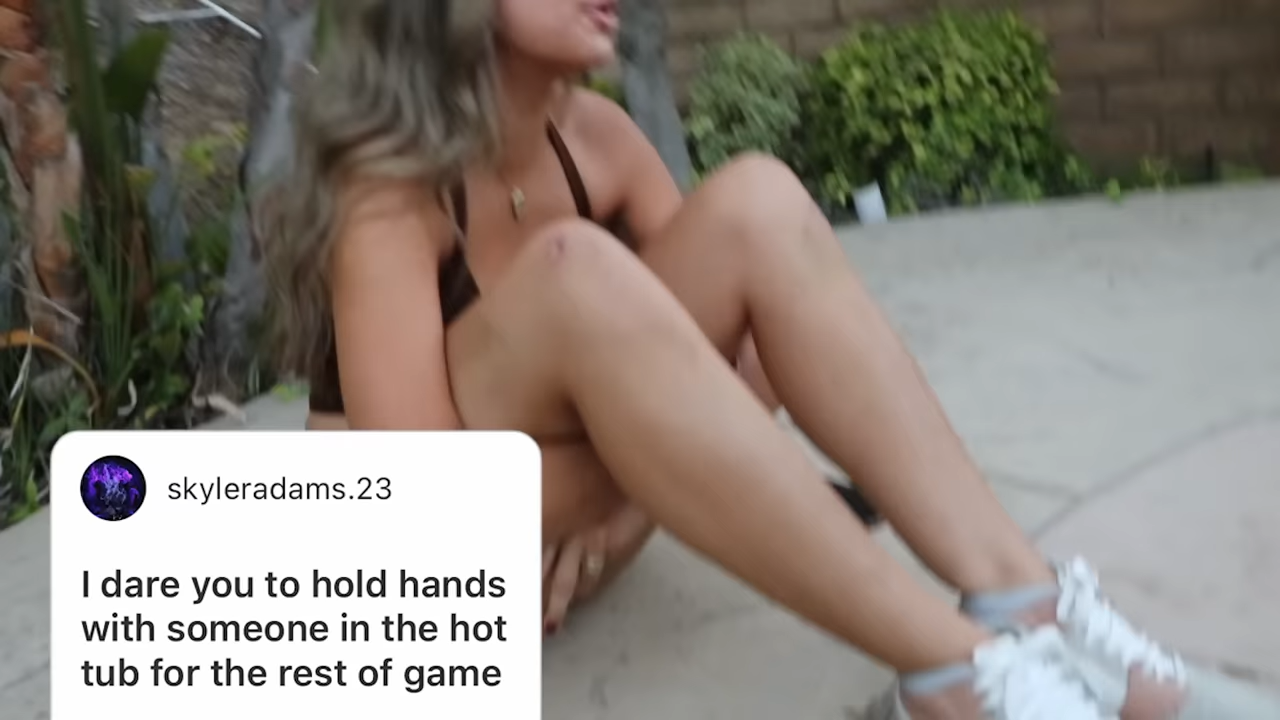 skyleradams.23
I dare you to hold hands
with someone in the hot
tub for the rest of game